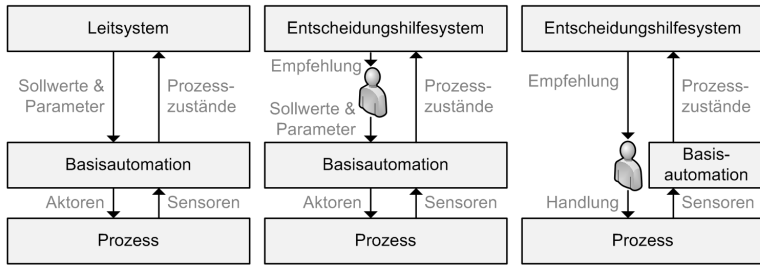 Leitsystem
Sollwerte &
Parameter
Prozess-
zustände
Basisautomation
Aktoren
Sensoren
Prozess
Entscheidungshilfesystem
Empfehlung
Sollwerte &
Parameter
Prozess-
zustände
Basisautomation
Aktoren
Sensoren
Prozess
Entscheidungshilfesystem
Empfehlung
Prozess-
zustände
Basis-
automation
Handlung
Sensoren
Prozess